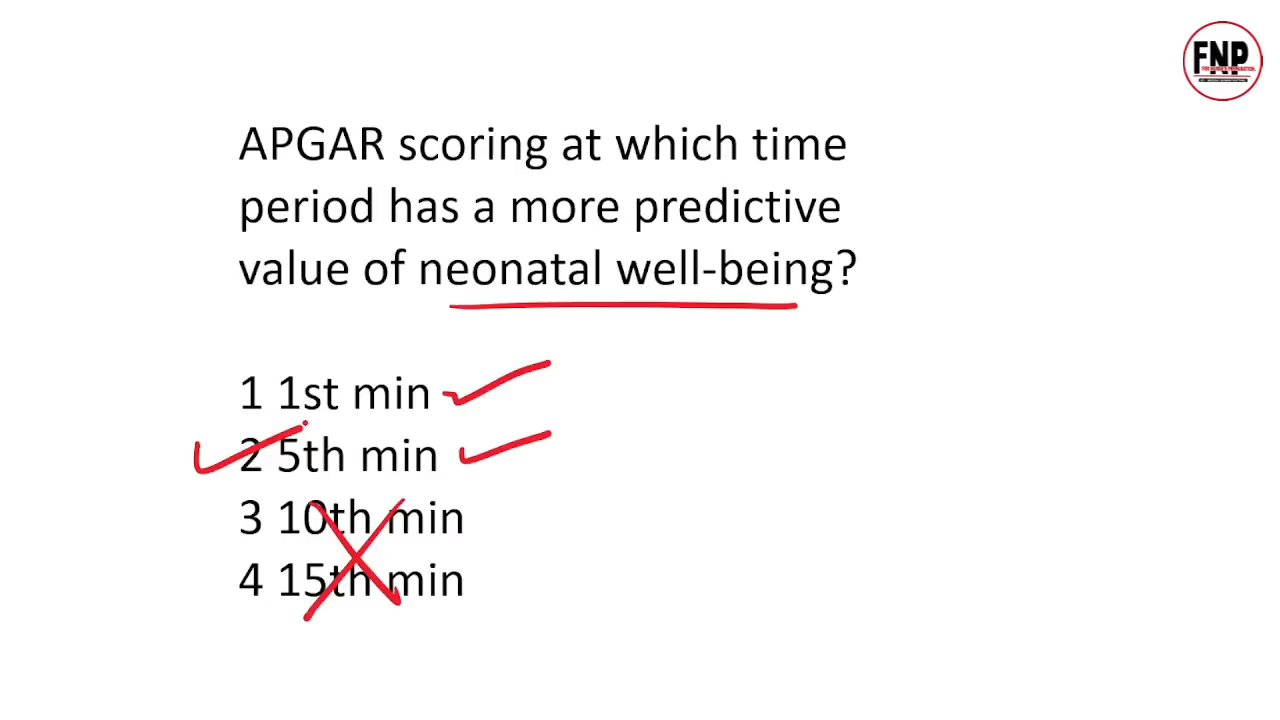 FNP
APGAR scoring at which time
period has a more predictive
value of neonatal well-being?
1 1st min
2 5th min
3 10th min
4 15th min